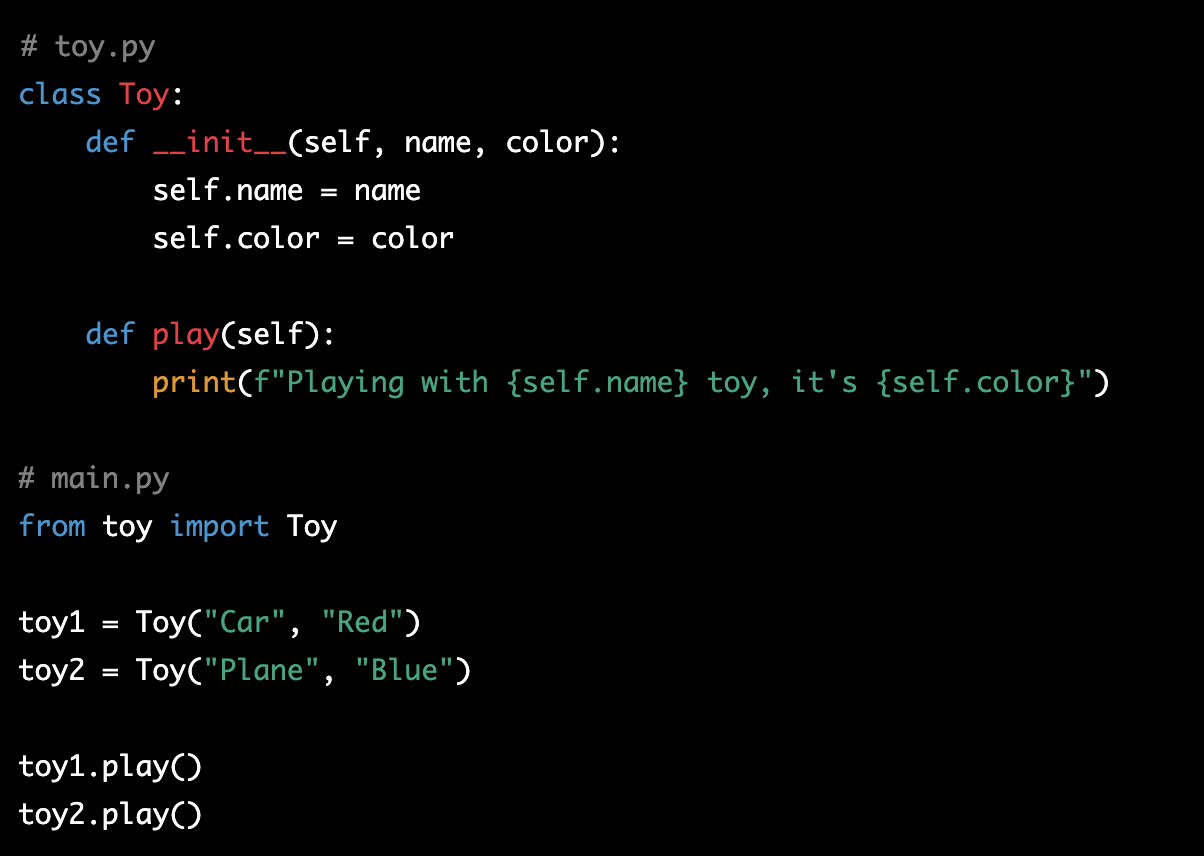 # toy.py
class Toy:
    def __init__(self, name, color):
        self.name = name
        self.color = color
    def play(self):
        print(f"Playing with {self.name} toy, it's {self.color}")
# main.py
from toy import Toy
toy1 = Toy("Car", "Red")
toy2 = Toy("Plane", "Blue")
toy1.play()
toy2.play()